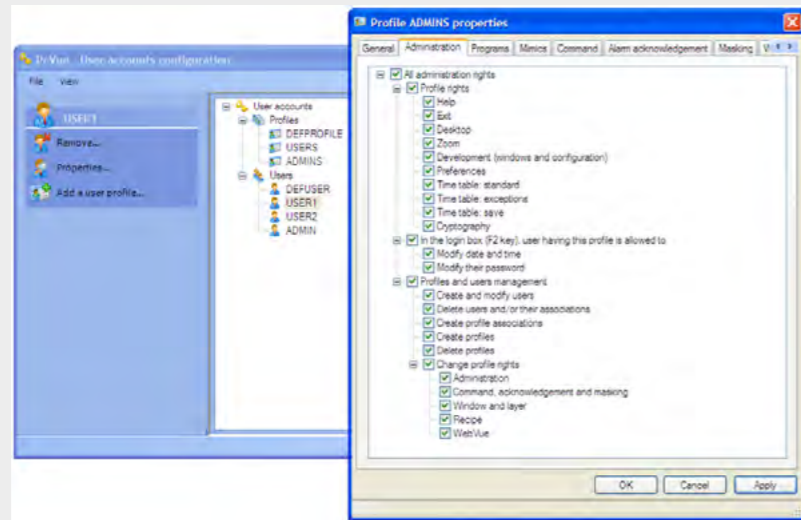 Profile ADMINS properties
General Administration Programs Mimics Command Alarm acknowledgement Masking
PcVue - User accounts configuration
File View
USER1
Remove...
Properties...
Add a user profile...
User accounts
Profiles
DEFPROFILE
USERS
ADMINS
Users
DEFUSER
USER1
USER2
ADMIN
All administration rights
Profile rights
Help
Exit
Desktop
Zoom
Development (windows and configuration)
Preferences
Time table: standard
Time table: exceptions
Time table: save
Cryptography
In the login box (F2 key), user having this profile is allowed to
Modify date and time
Modify their password
Profiles and users management
Create and modify users
Delete users and/or their associations
Create profile associations
Create profiles
Delete profiles
Change profile rights
Administration
Command, acknowledgement and masking
Window and layer
Recipe
WebVue
OK Cancel Apply